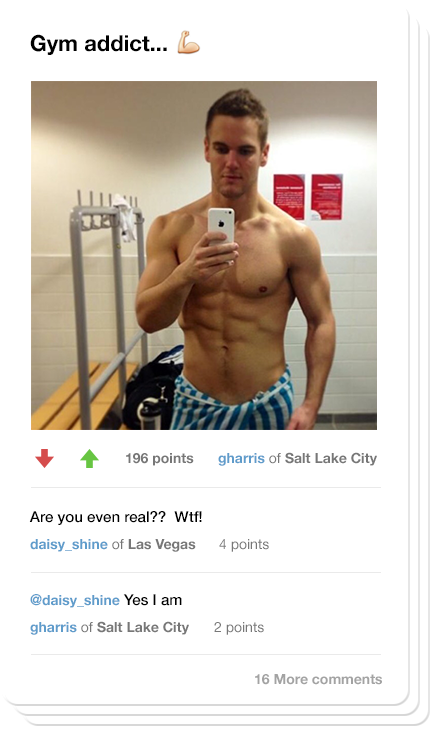 Gym addict... 💪🏻
196 points gharris of Salt Lake City
Are you even real?? Wtf!
daisy_shine of Las Vegas 4 points
@daisy_shine Yes I am
gharris of Salt Lake City 2 points
16 More comments